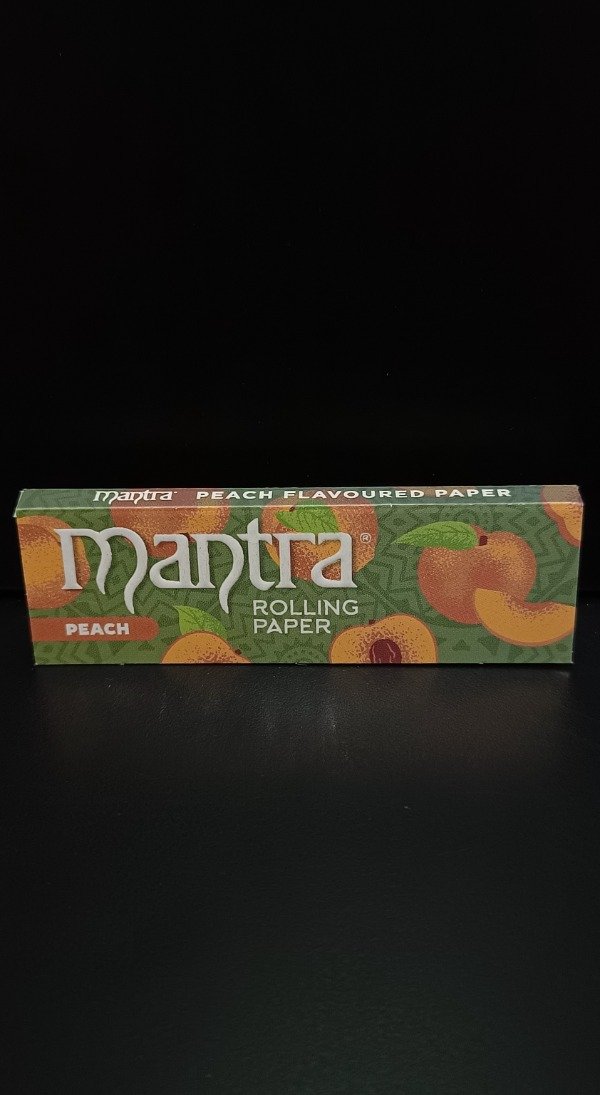 mantra® PEACH FLAVOURED PAPER
mantra®
ROLLING
PAPER
PEACH